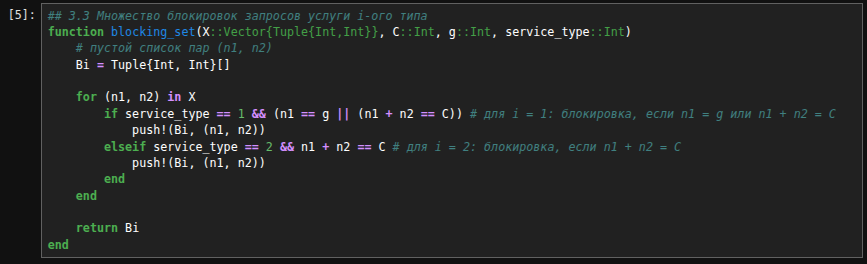 [5]: ## 3.3 Множество блокировок запросов услуги i-ого типа
function blocking_set(X::Vector{Tuple{Int,Int}}, C::Int, g::Int, service_type::Int)
# пустой список пар (n1, n2)
Bi = Tuple{Int, Int}[]
for (n1, n2) in X
if service_type == 1 && (n1 == g || (n1 + n2 == C)) # для i = 1: блокировка, если n1 = g или n1 + n2 = C
push!(Bi, (n1, n2))
elseif service_type == 2 && n1 + n2 == C # для i = 2: блокировка, если n1 + n2 = C
push!(Bi, (n1, n2))
end
end
return Bi
end